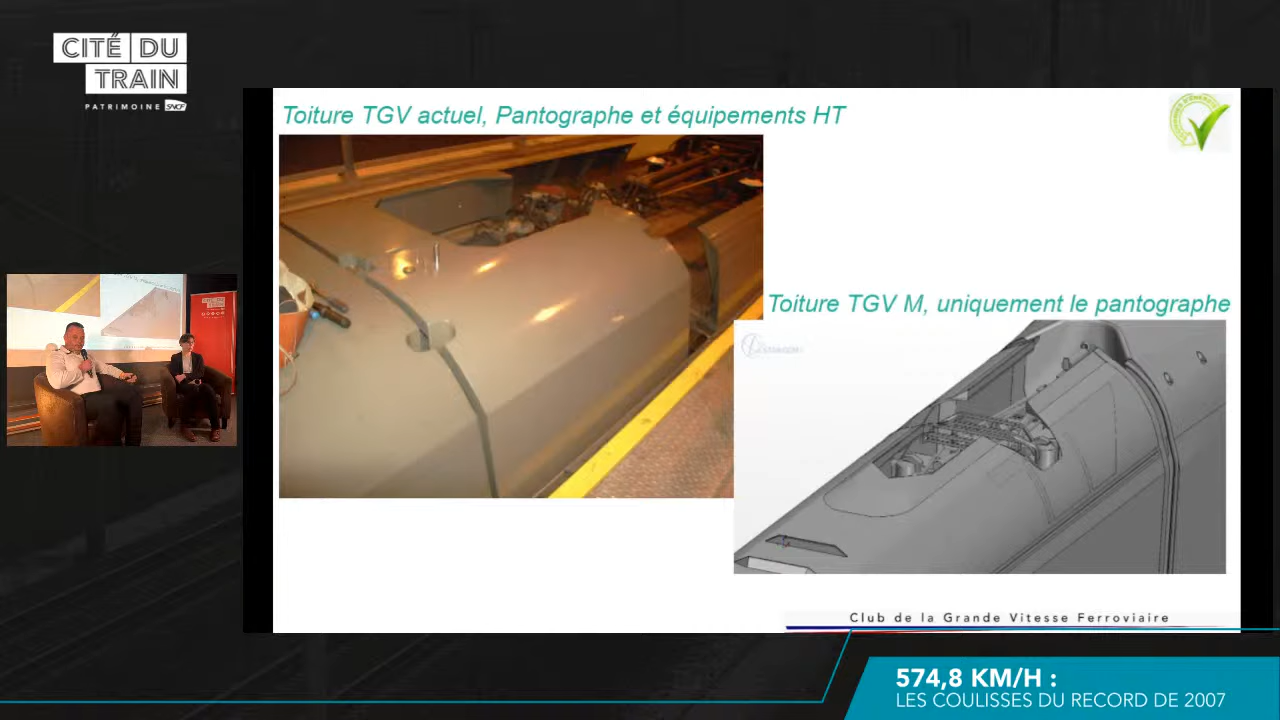 CITÉ DU
TRAIN
PATRIMOINE SNCF
Toiture TGV actuel, Pantographe et équipements HT
Toiture TGV M, uniquement le pantographe
Club de la Grande Vitesse Ferroviaire
574,8 KM/H :
LES COULISSES DU RECORD DE 2007